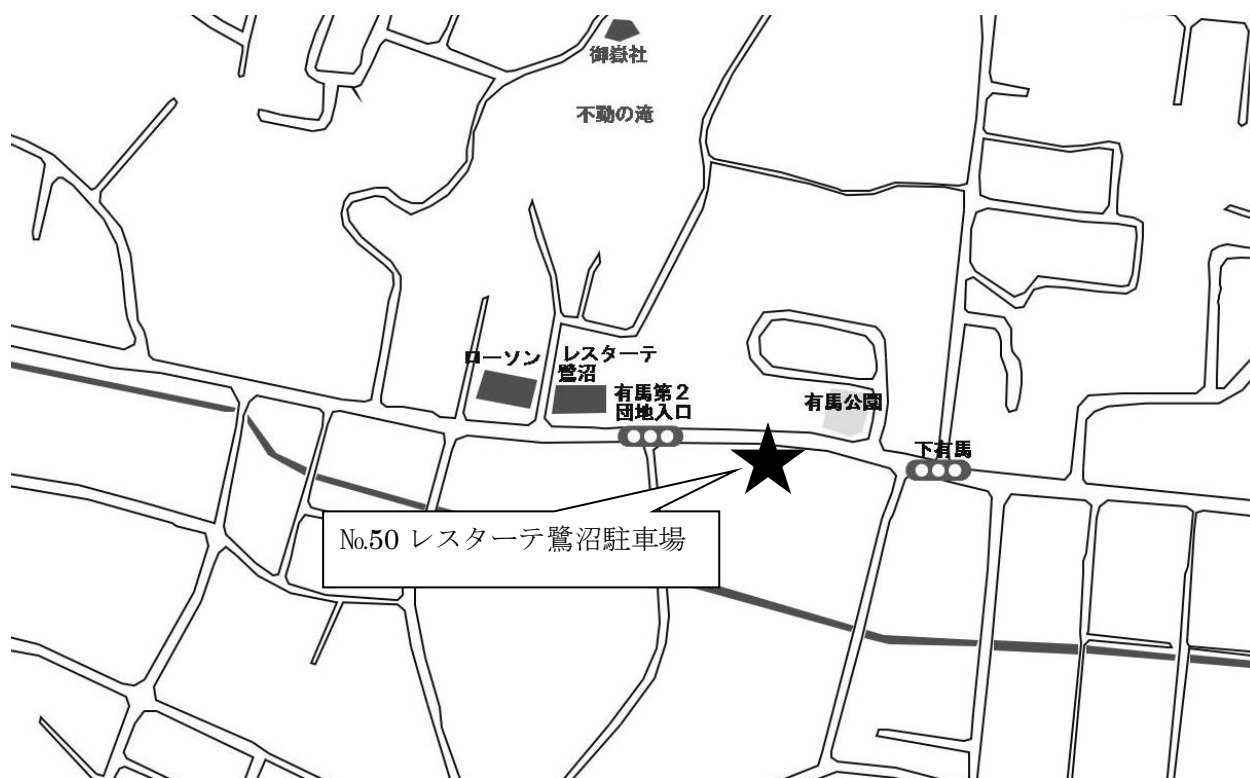 御嶽社
不動の滝
ローソン
レスターテ
鷺沼
有馬第２
団地入口
有馬公園
下有馬
№50 レスターテ鷺沼駐車場